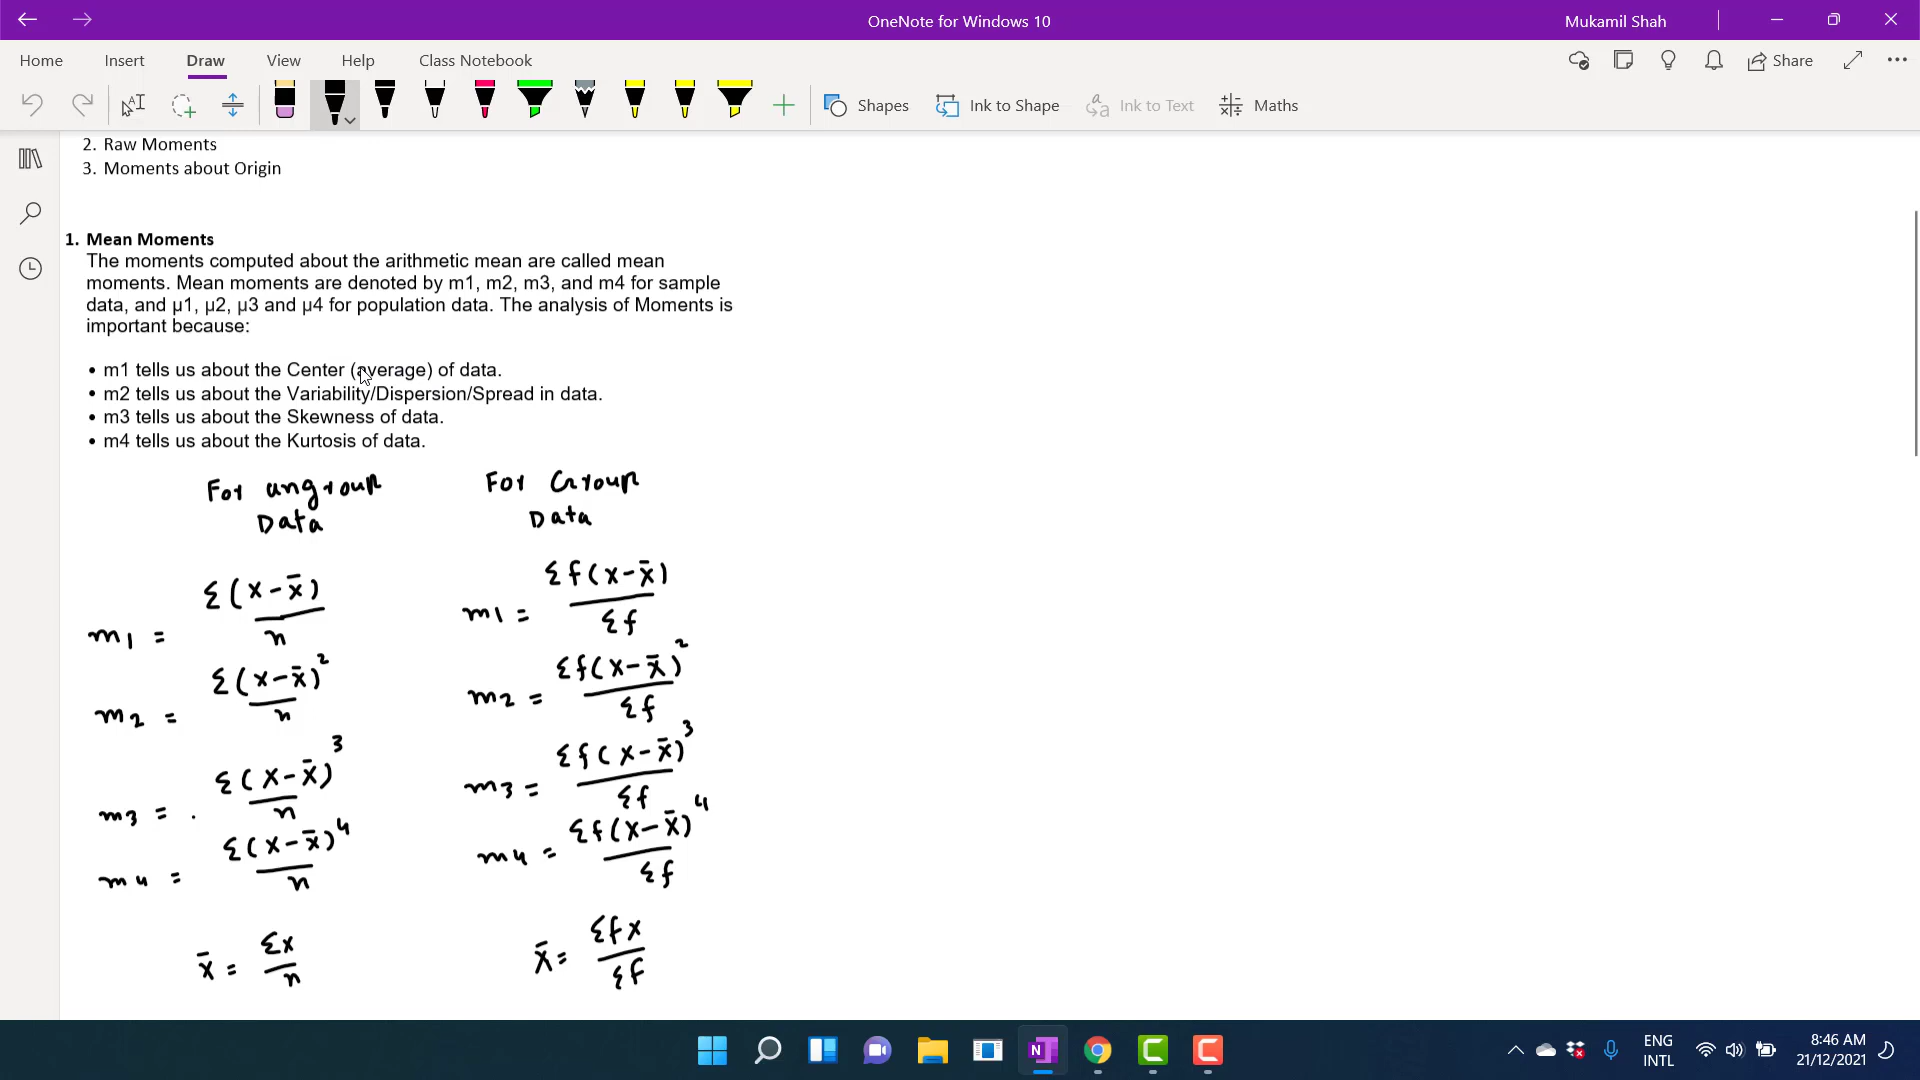 OneNote for Windows 10
Mukamil Shah
Home Insert Draw View Help Class Notebook
Share
Shapes Ink to Shape Ink to Text Maths
2. Raw Moments
3. Moments about Origin
1. Mean Moments
The moments computed about the arithmetic mean are called mean
moments. Mean moments are denoted by m1, m2, m3, and m4 for sample
data, and µ1, µ2, µ3 and µ4 for population data. The analysis of Moments is
important because:
• m1 tells us about the Center (average) of data.
• m2 tells us about the Variability/Dispersion/Spread in data.
• m3 tells us about the Skewness of data.
• m4 tells us about the Kurtosis of data.
For ungroup
Data
m1 = Σ(x-x̄)/n
m2 = Σ(x-x̄)²/n
m3 = Σ(x-x̄)³/n
m4 = Σ(x-x̄)⁴/n
x̄ = Σx/n
For Group
Data
m1 = Σf(x-x̄)/Σf
m2 = Σf(x-x̄)²/Σf
m3 = Σf(x-x̄)³/Σf
m4 = Σf(x-x̄)⁴/Σf
x̄ = Σfx/Σf
ENG
INTL
8:46 AM
21/12/2021